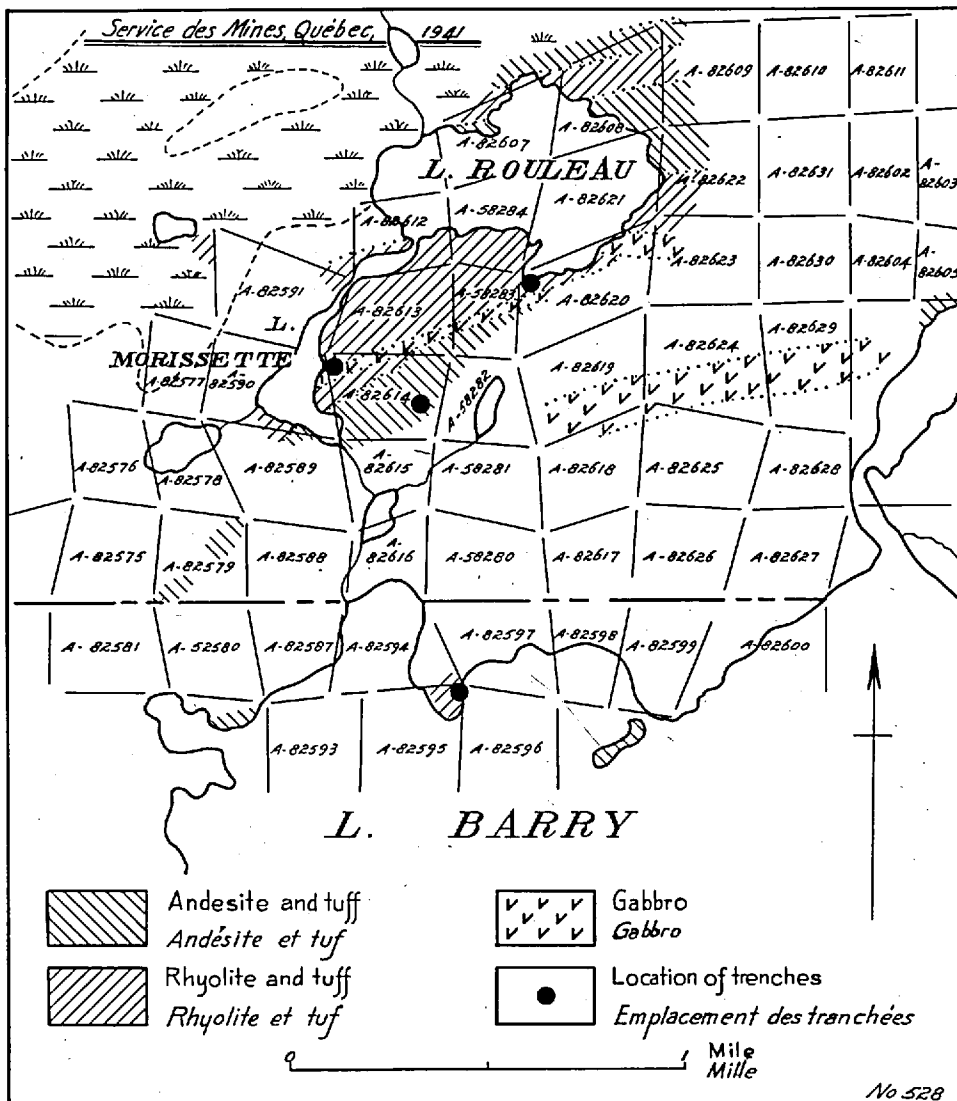 Service des Mines, Québec, 1941
A-82609 A-82610 A-82611
A-82607 A-82608
L. ROULEAU
A-82622 A-82631 A-82602 A-82603
A-82612 A-58284 A-82621
A-82623 A-82630 A-82604 A-82605
A-82591 A-82613 A-58283 A-82620
L.
MORISSETTE
A-82619 A-82624 A-82629
A-82577 A-82590 A-82614 A-58282
A-82576 A-82578 A-82589 A-82615 A-58281 A-82618 A-82625 A-82628
A-82575 A-82579 A-82588 A-82616 A-58280 A-82617 A-82626 A-82627
A-82581 A-52580 A-82587 A-82594 A-82597 A-82598 A-82599 A-82600
A-82593 A-82595 A-82596
L. BARRY
Andesite and tuff
Andésite et tuf
Gabbro
Gabbro
Rhyolite and tuff
Rhyolite et tuf
Location of trenches
Emplacement des tranchées
0 1 Mile
Mille
No 528